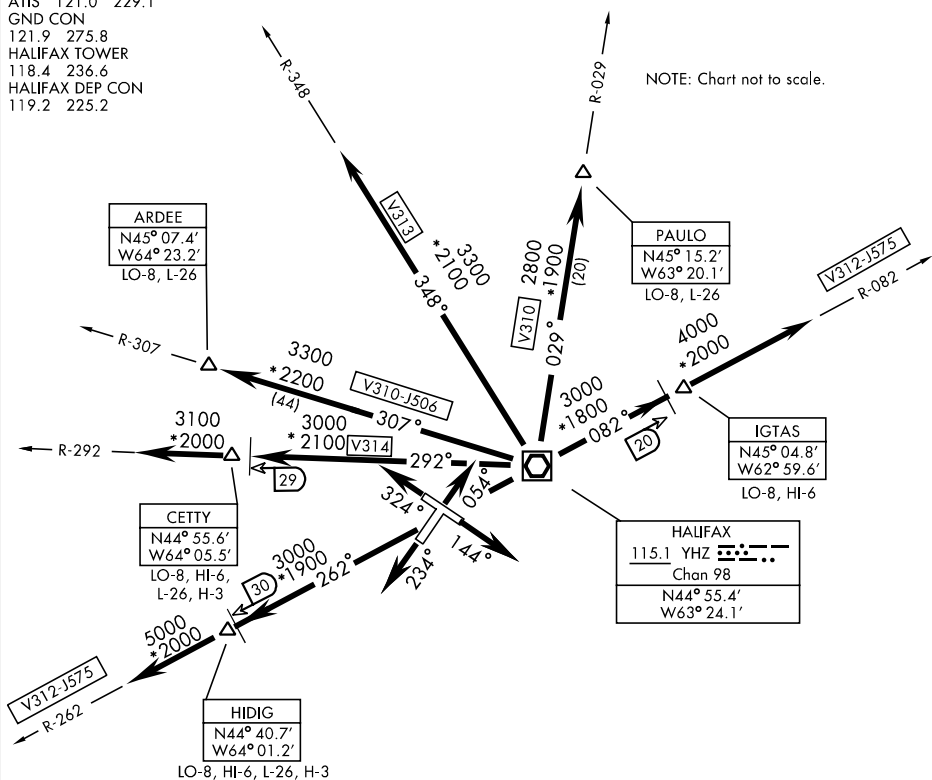 ATIS 121.0 229.1
GND CON
121.9 275.8
HALIFAX TOWER
118.4 236.6
HALIFAX DEP CON
119.2 225.2
NOTE: Chart not to scale.
R-348
R-029
V313
3300
*2100
348°
V310
2800
*1900
(20)
029°
PAULO
N45° 15.2'
W63° 20.1'
LO-8, L-26
V312-J575
R-082
4000
*2000
3000
*1800
082°
20
IGTAS
N45° 04.8'
W62° 59.6'
LO-8, HI-6
ARDEE
N45° 07.4'
W64° 23.2'
LO-8, L-26
R-307
3300
*2200
(44)
V310-J506
307°
R-292
3100
*2000
3000
*2100
V314
292°
29
CETTY
N44° 55.6'
W64° 05.5'
LO-8, HI-6,
L-26, H-3
324°
054°
144°
234°
HALIFAX
115.1 YHZ
Chan 98
N44° 55.4'
W63° 24.1'
3000
*1900
262°
30
5000
*2000
V312-J575
R-262
HIDIG
N44° 40.7'
W64° 01.2'
LO-8, HI-6, L-26, H-3